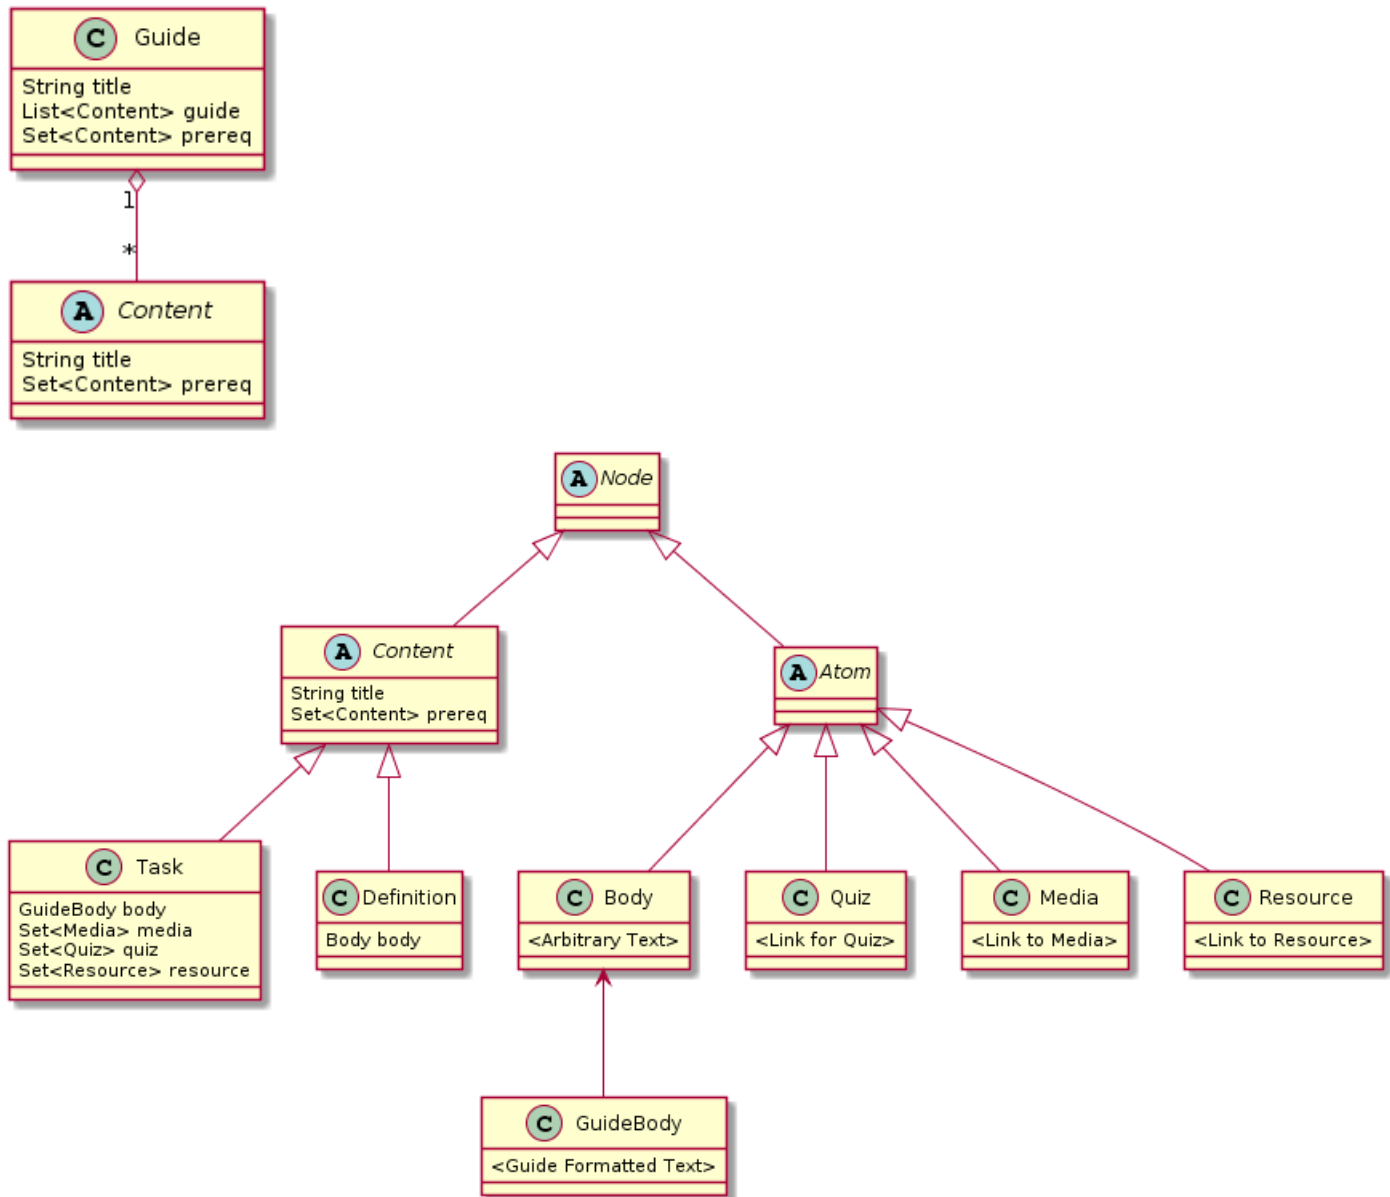 C Guide
String title
List<Content> guide
Set<Content> prereq
1
*
A Content
String title
Set<Content> prereq
A Node
A Content
String title
Set<Content> prereq
A Atom
C Task
GuideBody body
Set<Media> media
Set<Quiz> quiz
Set<Resource> resource
C Definition
Body body
C Body
<Arbitrary Text>
C Quiz
<Link for Quiz>
C Media
<Link to Media>
C Resource
<Link to Resource>
C GuideBody
<Guide Formatted Text>